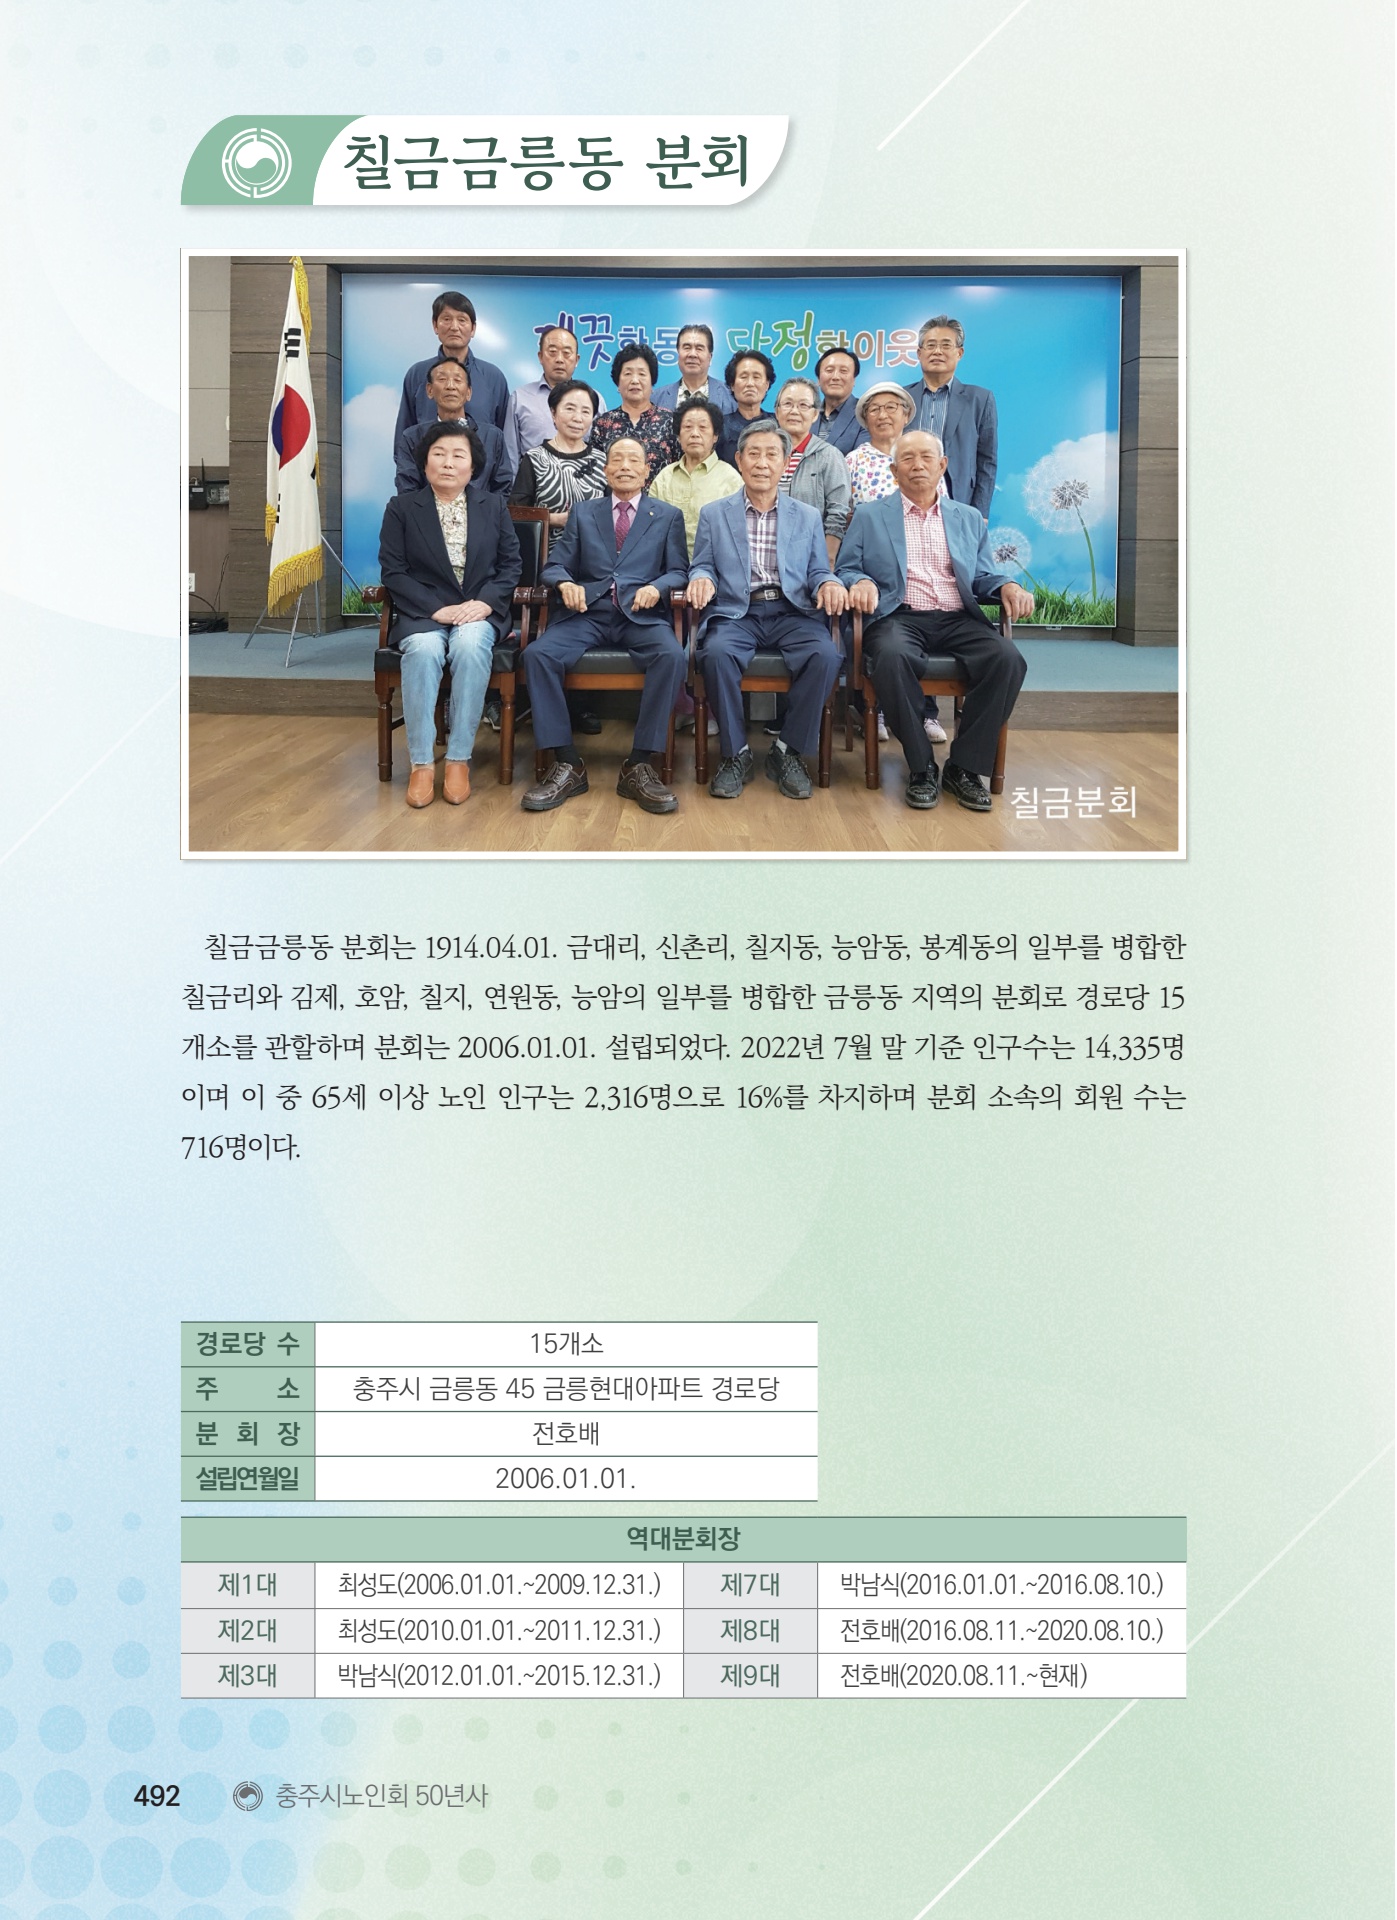 칠금금릉동 분회
칠금분회
칠금금릉동 분회는 1914.04.01. 금대리, 신촌리, 칠지동, 능암동, 봉계동의 일부를 병합한
칠금리와 김제, 호암, 칠지, 연원동, 능암의 일부를 병합한 금릉동 지역의 분회로 경로당 15
개소를 관할하며 분회는 2006.01.01. 설립되었다. 2022년 7월 말 기준 인구수는 14,335명
이며 이 중 65세 이상 노인 인구는 2,316명으로 16%를 차지하며 분회 소속의 회원 수는
716명이다.
경로당 수 15개소
주 소 충주시 금릉동 45 금릉현대아파트 경로당
분 회 장 전호배
설립연월일 2006.01.01.
역대분회장
제1대 최성도(2006.01.01.~2009.12.31.) 제7대 박남식(2016.01.01.~2016.08.10.)
제2대 최성도(2010.01.01.~2011.12.31.) 제8대 전호배(2016.08.11.~2020.08.10.)
제3대 박남식(2012.01.01.~2015.12.31.) 제9대 전호배(2020.08.11.~현재)
492 충주시노인회 50년사